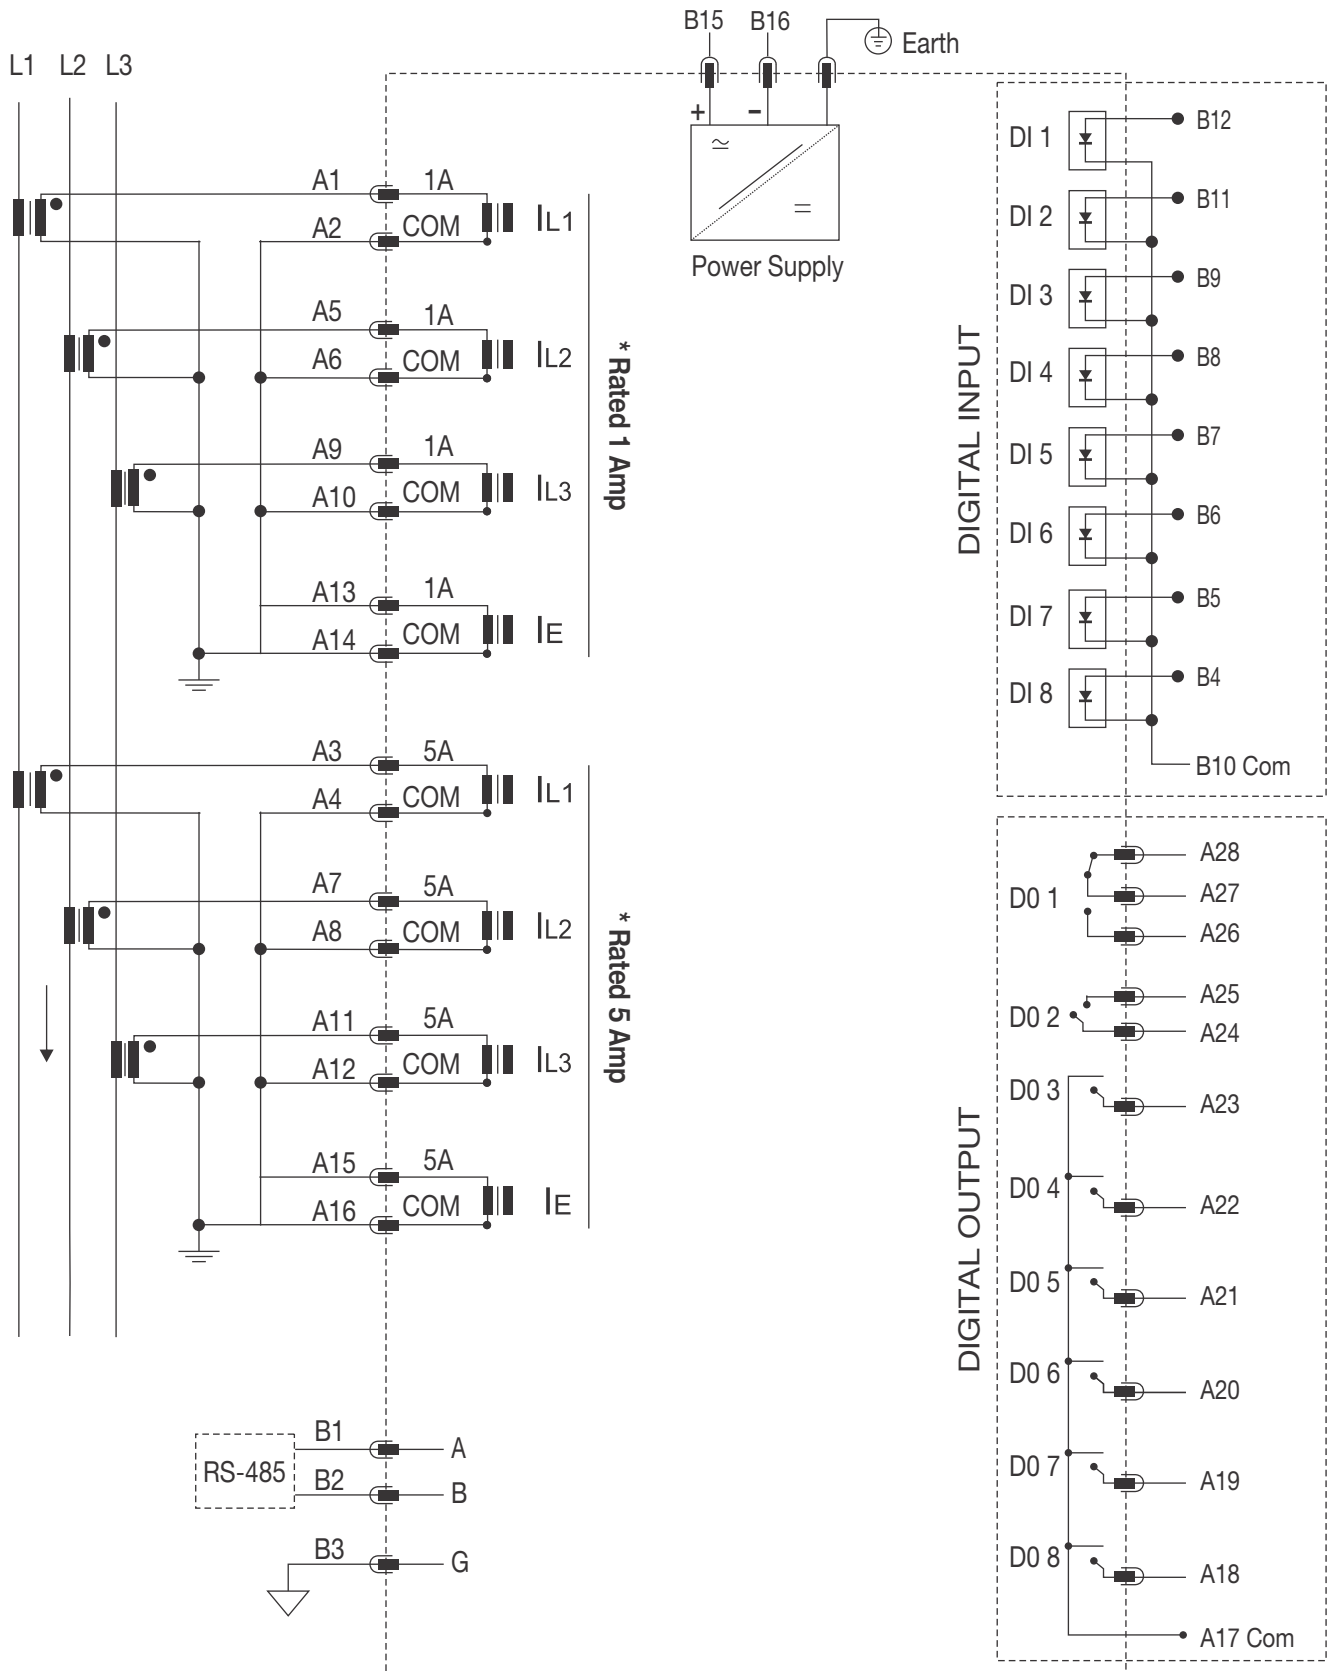 L1 L2 L3
B15 B16
Earth
+ -
Power Supply
A1 1A
A2 COM
IL1
A5 1A
A6 COM
IL2
A9 1A
A10 COM
IL3
A13 1A
A14 COM
IE
* Rated 1 Amp
A3 5A
A4 COM
IL1
A7 5A
A8 COM
IL2
A11 5A
A12 COM
IL3
A15 5A
A16 COM
IE
* Rated 5 Amp
RS-485
B1 A
B2 B
B3 G
DIGITAL INPUT
DI 1 B12
DI 2 B11
DI 3 B9
DI 4 B8
DI 5 B7
DI 6 B6
DI 7 B5
DI 8 B4
B10 Com
DIGITAL OUTPUT
D0 1
A28
A27
A26
D0 2
A25
A24
D0 3 A23
D0 4 A22
D0 5 A21
D0 6 A20
D0 7 A19
D0 8 A18
A17 Com